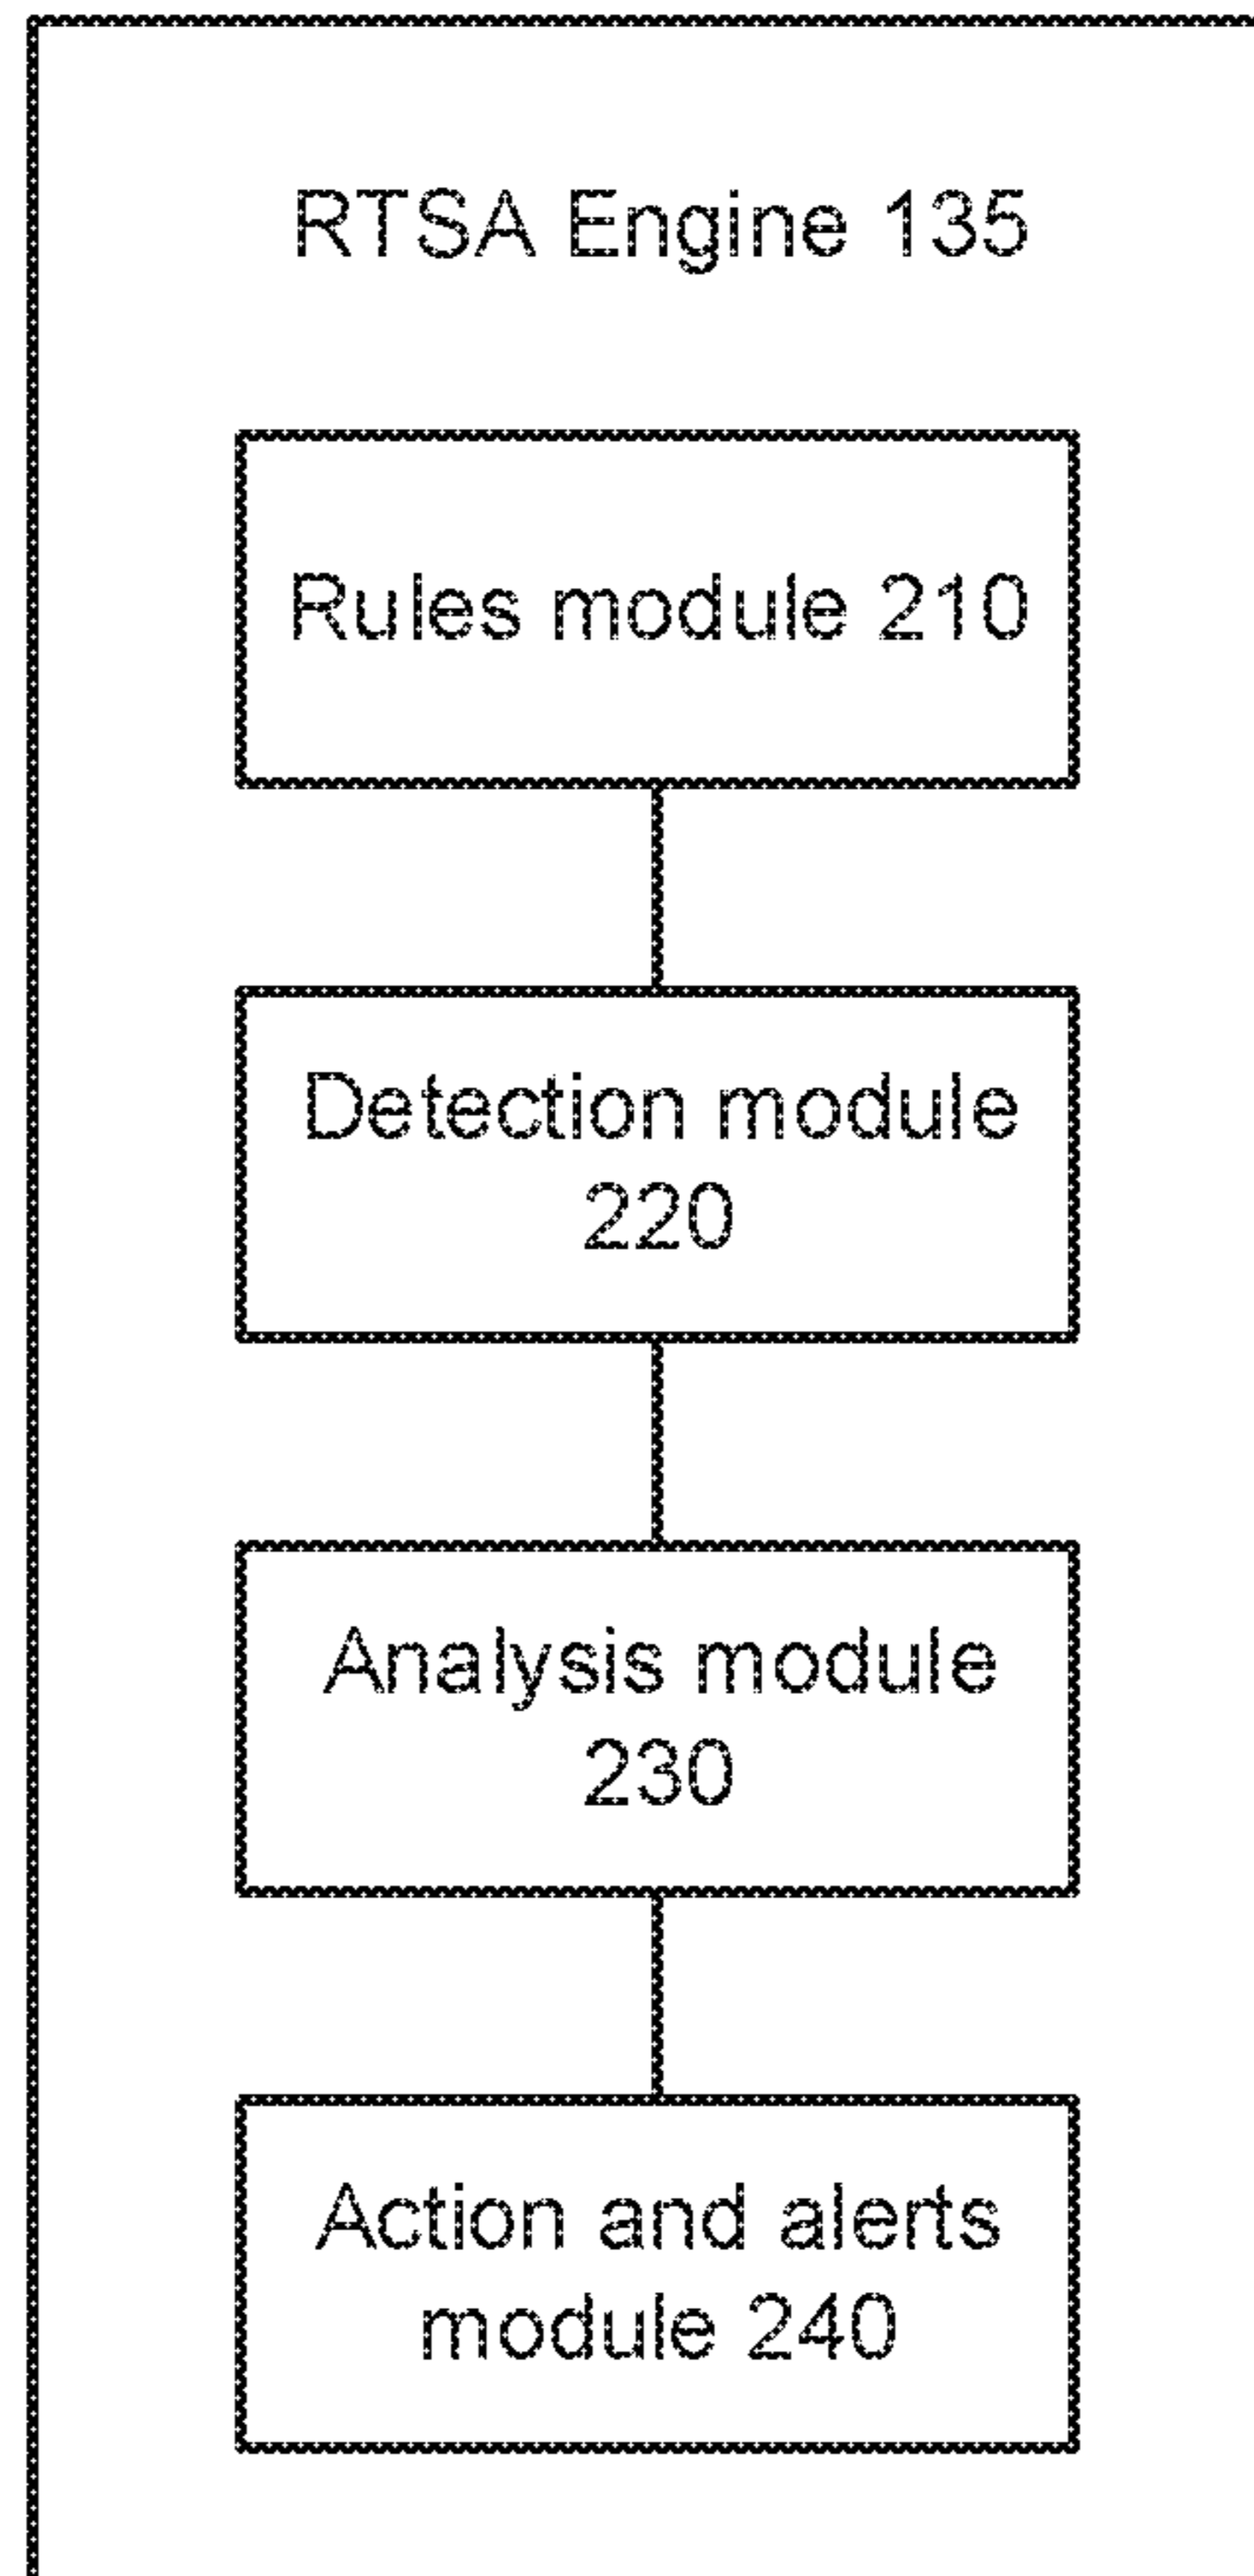 RTSA Engine 135
Rules module 210
Detection module
220
Analysis module
230
Action and alerts
module 240